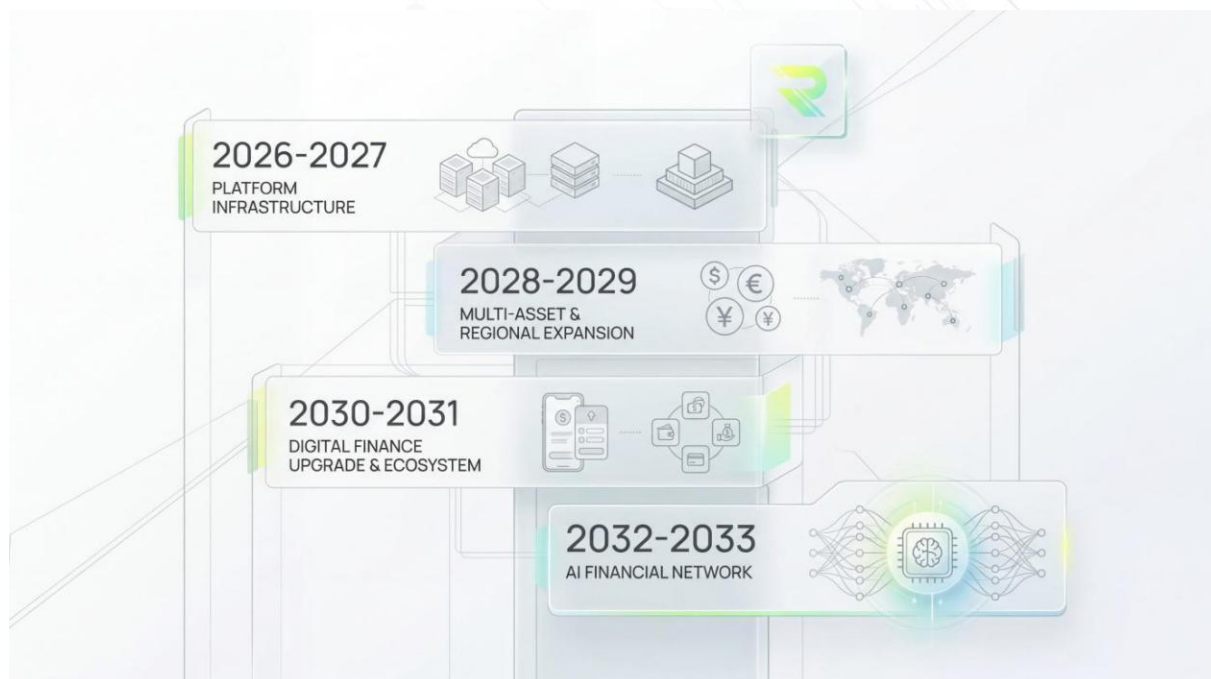 2026-2027
PLATFORM
INFRASTRUCTURE
2028-2029
MULTI-ASSET &
REGIONAL EXPANSION
$
€
¥
¥
2030-2031
DIGITAL FINANCE
UPGRADE & ECOSYSTEM
$
$
$
2032-2033
AI FINANCIAL NETWORK